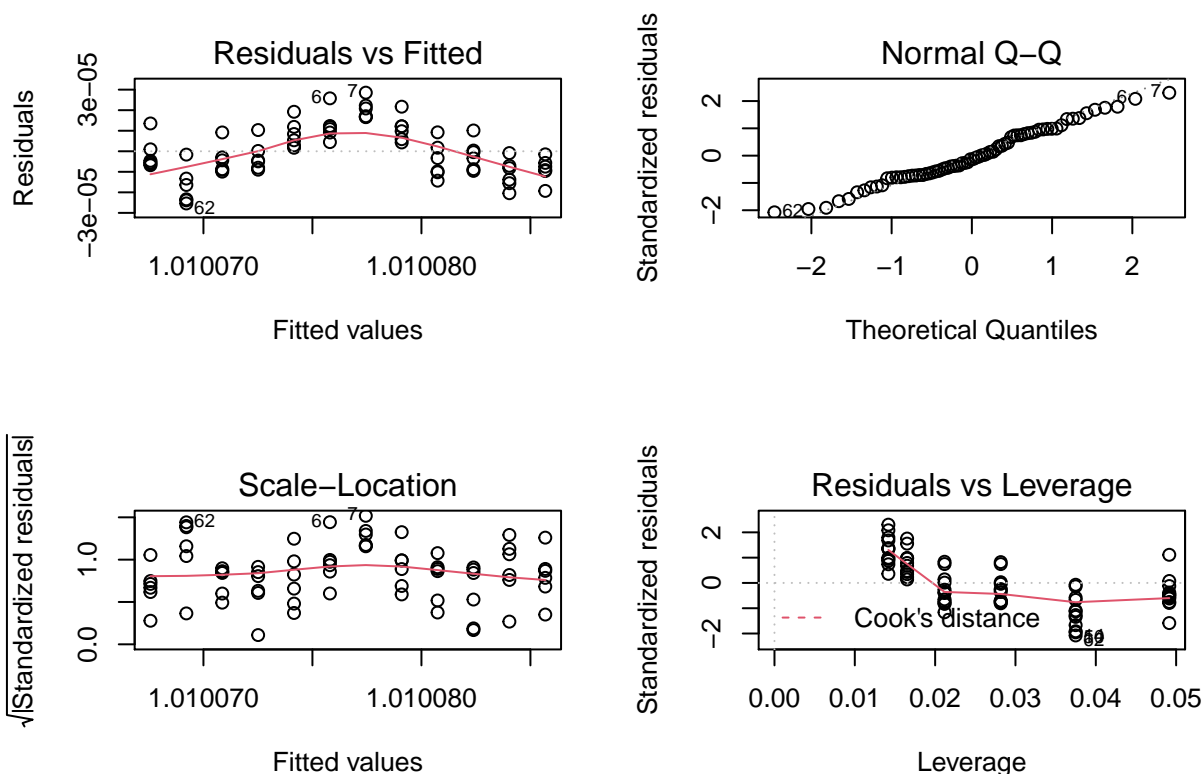 Residuals vs Fitted
Residuals
−3e−05
3e−05
6
7
62
1.010070
1.010080
Fitted values
Normal Q−Q
Standardized residuals
−2
0
2
6
7
62
−2
−1
0
1
2
Theoretical Quantiles
Scale−Location
√|Standardized residuals|
0.0
1.0
62
6
7
1.010070
1.010080
Fitted values
Residuals vs Leverage
Standardized residuals
−2
0
2
Cook's distance
0.00
0.01
0.02
0.03
0.04
0.05
Leverage